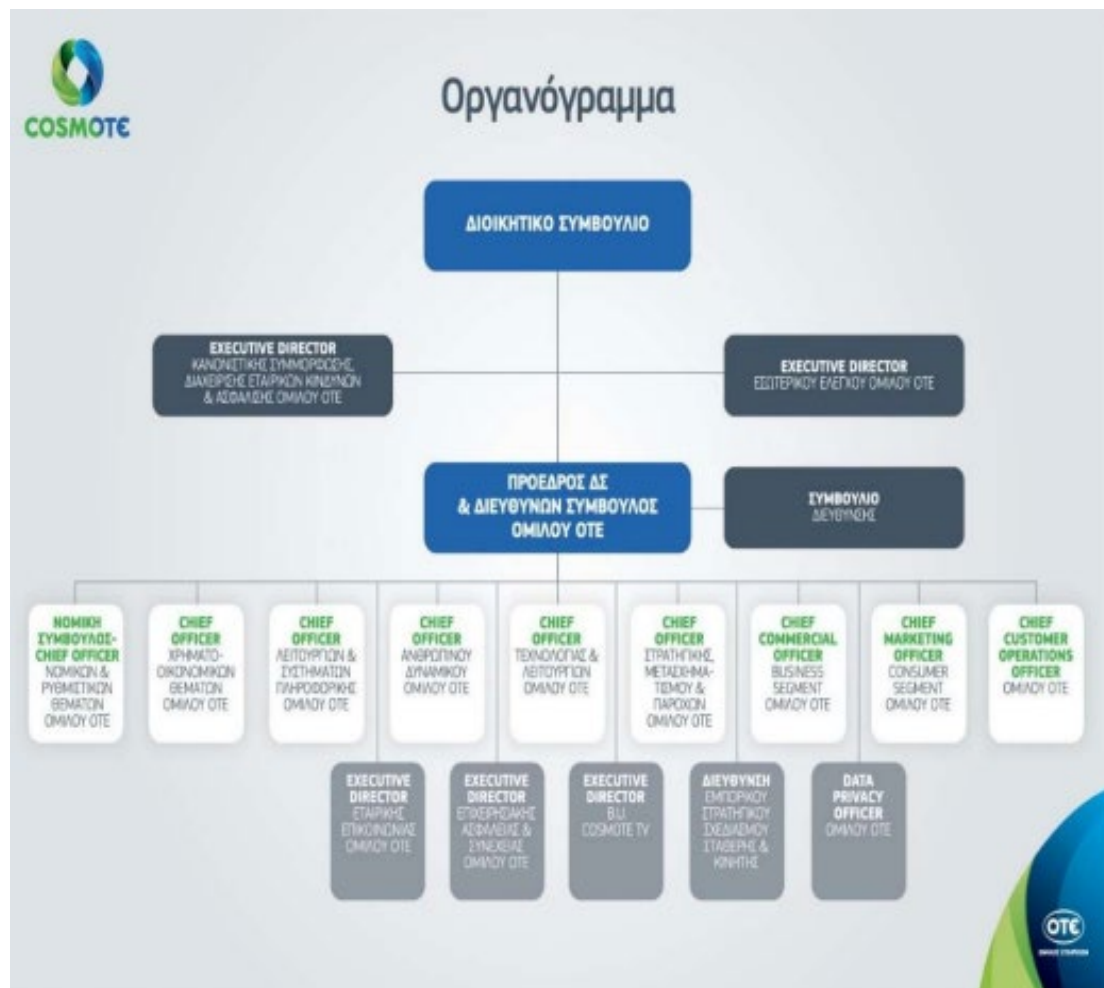 COSMOTE
Οργανόγραμμα
ΔΙΟΙΚΗΤΙΚΟ ΣΥΜΒΟΥΛΙΟ
EXECUTIVE DIRECTOR
ΚΑΝΟΝΙΣΤΙΚΗΣ ΣΥΜΜΟΡΦΩΣΗΣ,
ΔΙΑΧΕΙΡΙΣΗΣ ΕΤΑΙΡΙΚΩΝ ΚΙΝΔΥΝΩΝ
& ΑΣΦΑΛΙΣΗΣ ΟΜΙΛΟΥ ΟΤΕ
EXECUTIVE DIRECTOR
ΕΣΩΤΕΡΙΚΟΥ ΕΛΕΓΧΟΥ ΟΜΙΛΟΥ ΟΤΕ
ΠΡΟΕΔΡΟΣ ΔΣ
& ΔΙΕΥΘΥΝΩΝ ΣΥΜΒΟΥΛΟΣ
ΟΜΙΛΟΥ ΟΤΕ
ΣΥΜΒΟΥΛΙΟ
ΔΙΕΥΘΥΝΣΗΣ
ΝΟΜΙΚΗ
ΣΥΜΒΟΥΛΟΣ-
CHIEF OFFICER
ΝΟΜΙΚΩΝ &
ΡΥΘΜΙΣΤΙΚΩΝ
ΘΕΜΑΤΩΝ
ΟΜΙΛΟΥ ΟΤΕ
CHIEF
OFFICER
ΧΡΗΜΑΤΟ-
ΟΙΚΟΝΟΜΙΚΩΝ
ΘΕΜΑΤΩΝ
ΟΜΙΛΟΥ ΟΤΕ
CHIEF
OFFICER
ΛΕΙΤΟΥΡΓΙΩΝ &
ΣΥΣΤΗΜΑΤΩΝ
ΠΛΗΡΟΦΟΡΙΚΗΣ
ΟΜΙΛΟΥ ΟΤΕ
CHIEF
OFFICER
ΑΝΘΡΩΠΙΝΟΥ
ΔΥΝΑΜΙΚΟΥ
ΟΜΙΛΟΥ ΟΤΕ
CHIEF
OFFICER
ΤΕΧΝΟΛΟΓΙΑΣ &
ΛΕΙΤΟΥΡΓΙΩΝ
ΟΜΙΛΟΥ ΟΤΕ
CHIEF
OFFICER
ΣΤΡΑΤΗΓΙΚΗΣ,
ΜΕΤΑΣΧΗΜΑ-
ΤΙΣΜΟΥ &
ΠΑΡΟΧΩΝ
ΟΜΙΛΟΥ ΟΤΕ
CHIEF
COMMERCIAL
OFFICER
BUSINESS
SEGMENT
ΟΜΙΛΟΥ ΟΤΕ
CHIEF
MARKETING
OFFICER
CONSUMER
SEGMENT
ΟΜΙΛΟΥ ΟΤΕ
CHIEF
CUSTOMER
OPERATIONS
OFFICER
ΟΜΙΛΟΥ ΟΤΕ
EXECUTIVE
DIRECTOR
ΕΤΑΙΡΙΚΗΣ
ΕΠΙΚΟΙΝΩΝΙΑΣ
ΟΜΙΛΟΥ ΟΤΕ
EXECUTIVE
DIRECTOR
ΕΠΙΧΕΙΡΗΣΙΑΚΗΣ
ΑΣΦΑΛΕΙΑΣ &
ΣΥΝΕΧΕΙΑΣ
ΟΜΙΛΟΥ ΟΤΕ
EXECUTIVE
DIRECTOR
B.U.
COSMOTE TV
ΔΙΕΥΘΥΝΣΗ
ΕΜΠΟΡΙΚΟΥ
ΣΤΡΑΤΗΓΙΚΟΥ
ΣΧΕΔΙΑΣΜΟΥ
ΣΤΑΘΕΡΗΣ &
ΚΙΝΗΤΗΣ
DATA
PRIVACY
OFFICER
ΟΜΙΛΟΥ ΟΤΕ
ΟΤΕ